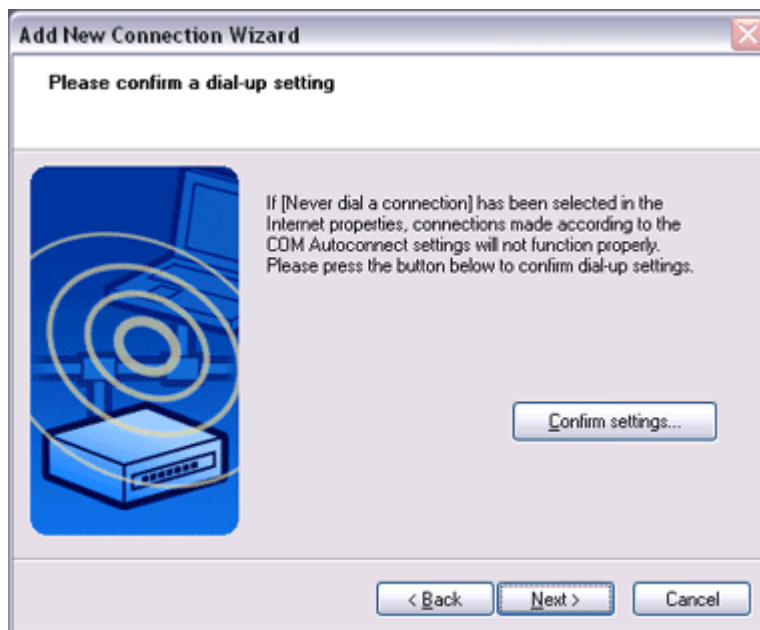 Add New Connection Wizard
Please confirm a dial-up setting
If [Never dial a connection] has been selected in the
Internet properties, connections made according to the
COM Autoconnect settings will not function properly.
Please press the button below to confirm dial-up settings.
Confirm settings...
< Back
Next >
Cancel